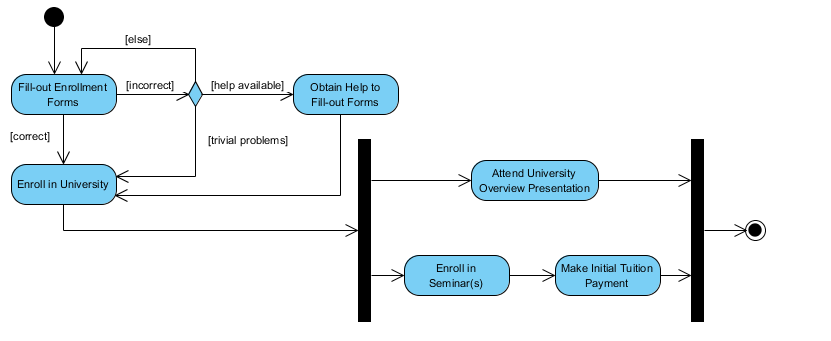 [else]
Fill-out Enrollment
Forms
[incorrect]
[help available]
Obtain Help to
Fill-out Forms
[correct]
[trivial problems]
Enroll in University
Attend University
Overview Presentation
Enroll in
Seminar(s)
Make Initial Tuition
Payment